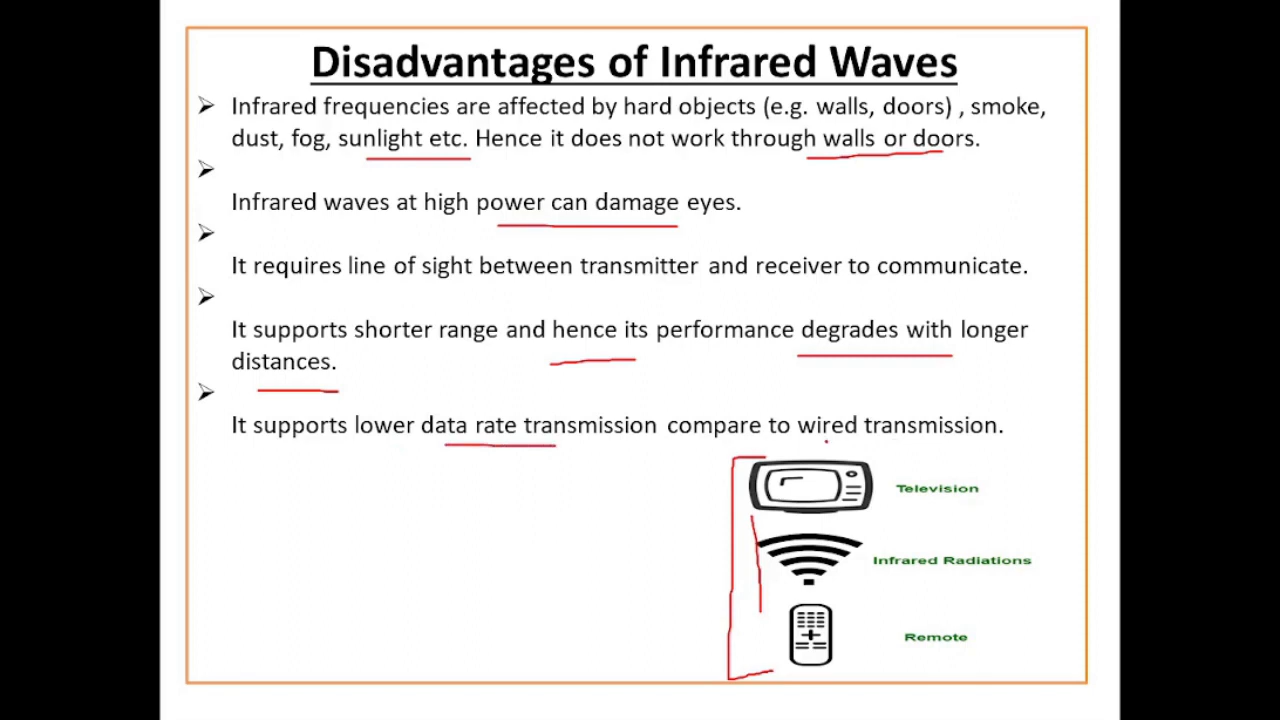 Disadvantages of Infrared Waves
➢ Infrared frequencies are affected by hard objects (e.g. walls, doors) , smoke,
dust, fog, sunlight etc. Hence it does not work through walls or doors.
➢
Infrared waves at high power can damage eyes.
➢
It requires line of sight between transmitter and receiver to communicate.
➢
It supports shorter range and hence its performance degrades with longer
distances.
➢
It supports lower data rate transmission compare to wired transmission.
Television
Infrared Radiations
Remote